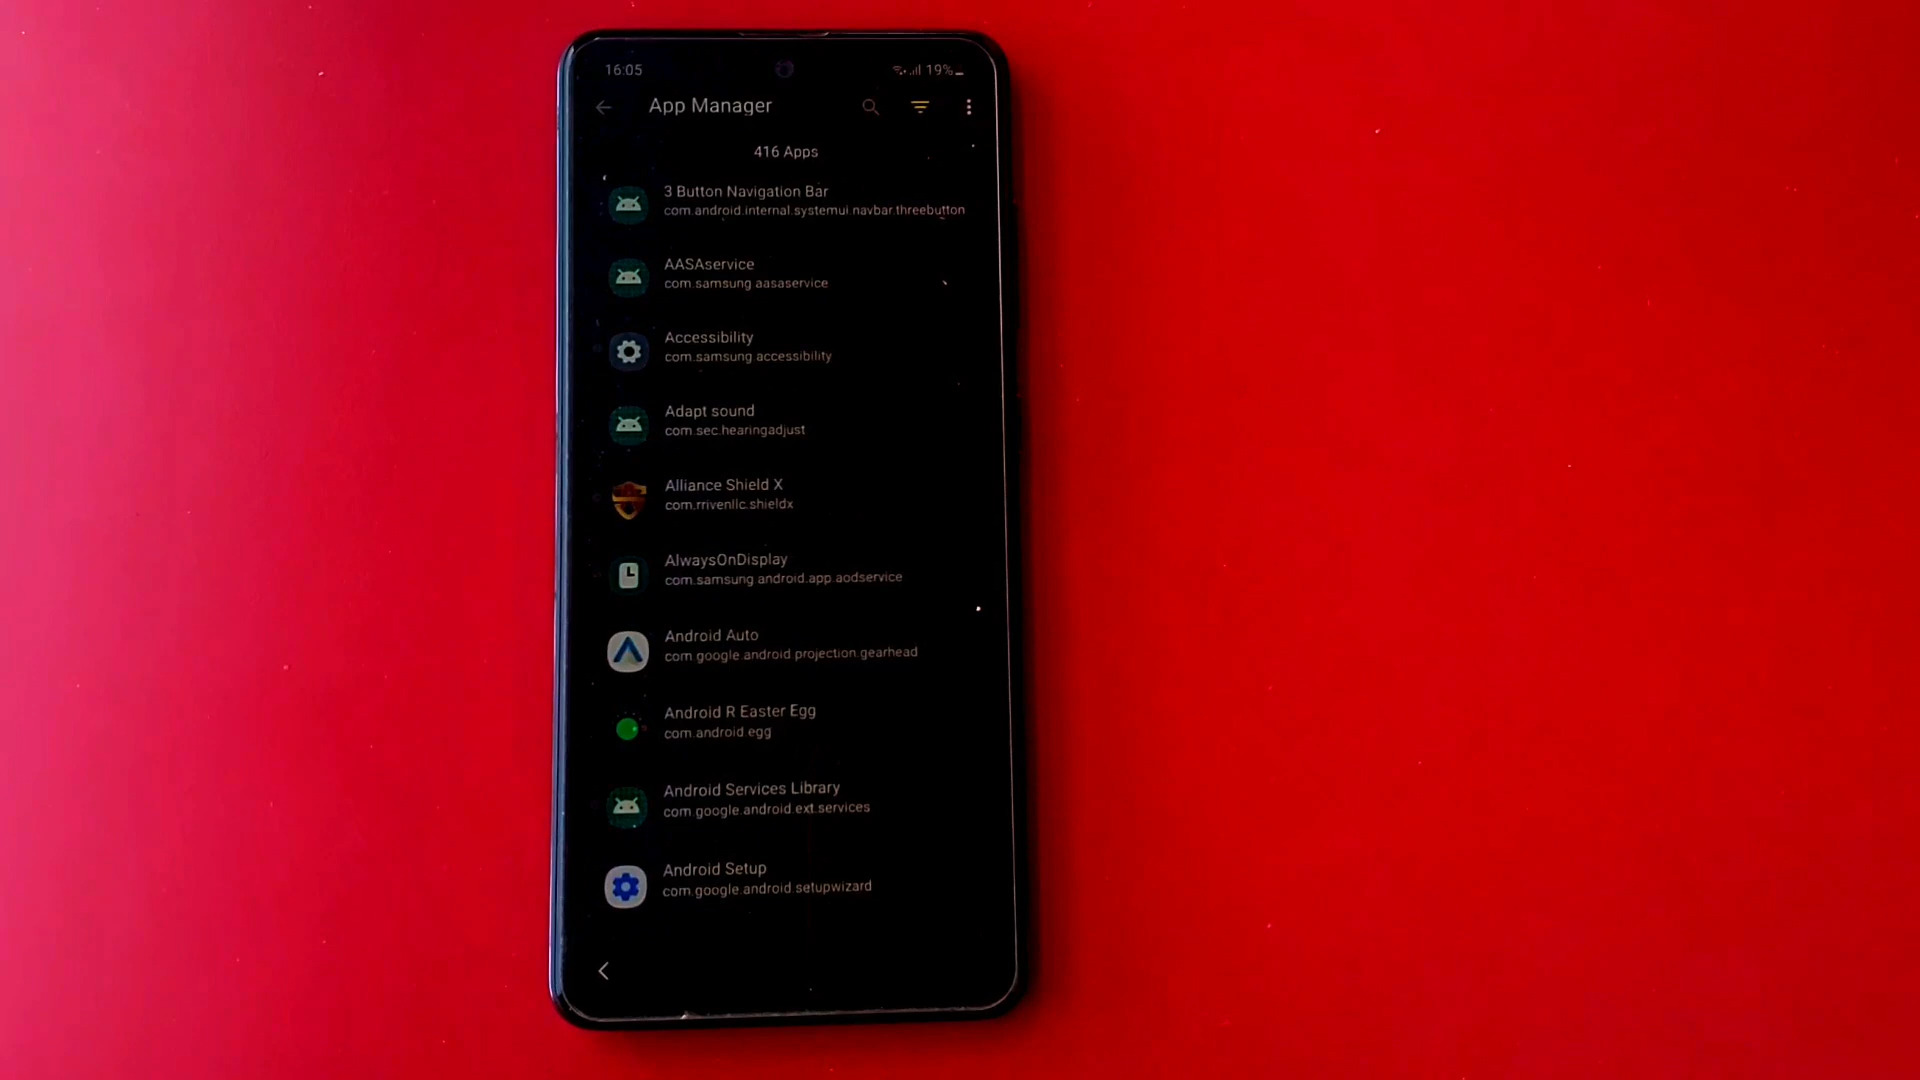 16:05
19%
App Manager
416 Apps
3 Button Navigation Bar
com.android.internal.systemui.navbar.threebutton
AASAservice
com.samsung.aasaservice
Accessibility
com.samsung.accessibility
Adapt sound
com.sec.hearingadjust
Alliance Shield X
com.rrivenllc.shieldx
AlwaysOnDisplay
com.samsung.android.app.aodservice
Android Auto
com.google.android.projection.gearhead
Android R Easter Egg
com.android.egg
Android Services Library
com.google.android.ext.services
Android Setup
com.google.android.setupwizard